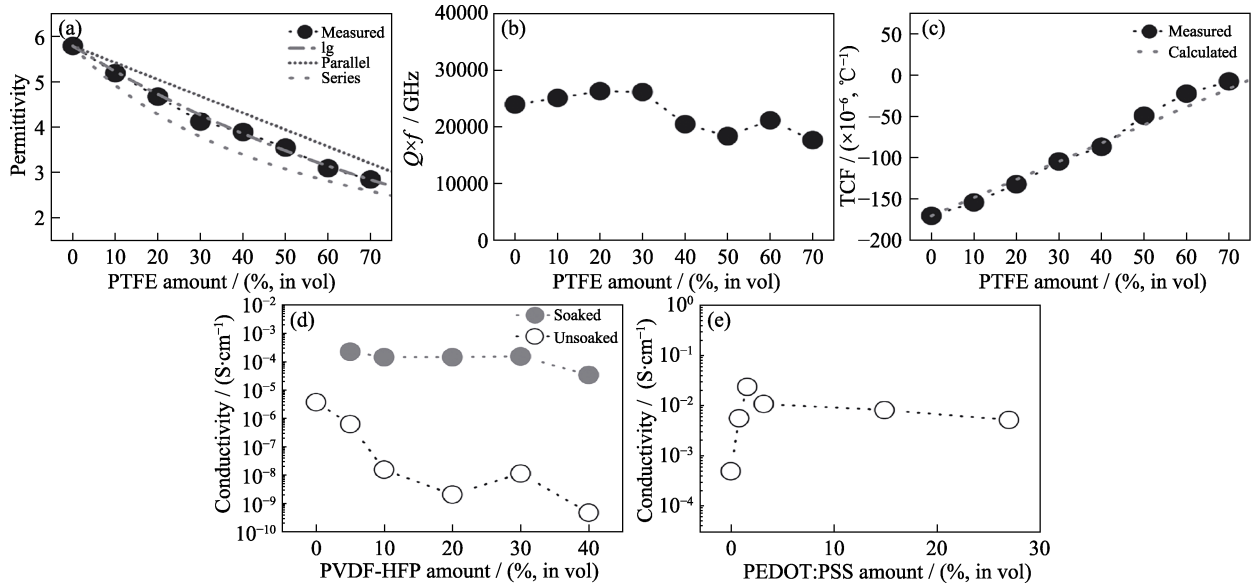 (a)
Measured
lg
Parallel
Series
6
5
4
3
2
Permittivity
0 10 20 30 40 50 60 70
PTFE amount / (%, in vol)
(b)
40000
30000
20000
10000
0
Q×f / GHz
0 10 20 30 40 50 60 70
PTFE amount / (%, in vol)
(c)
Measured
Calculated
0
−50
−100
−150
−200
TCF / (×10⁻⁶, ℃⁻¹)
0 10 20 30 40 50 60 70
PTFE amount / (%, in vol)
(d)
Soaked
Unsoaked
10⁻²
10⁻³
10⁻⁴
10⁻⁵
10⁻⁶
10⁻⁷
10⁻⁸
10⁻⁹
10⁻¹⁰
Conductivity / (S·cm⁻¹)
0 10 20 30 40
PVDF-HFP amount / (%, in vol)
(e)
10⁰
10⁻¹
10⁻²
10⁻³
10⁻⁴
Conductivity / (S·cm⁻¹)
0 10 20 30
PEDOT:PSS amount / (%, in vol)